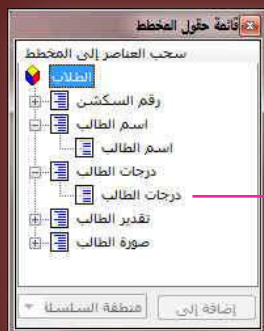 قائمة حقول المخطط
سحب العناصر إلى المخطط
الطلاب
رقم السكشن
اسم الطالب
اسم الطالب
درجات الطالب
درجات الطالب
تقدير الطالب
صورة الطالب
إضافة إلى منطقة السلسلة